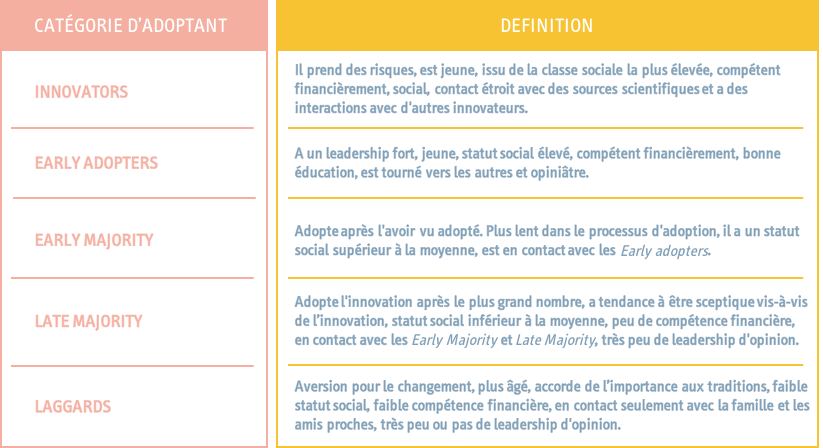 CATÉGORIE D'ADOPTANT
DEFINITION
INNOVATORS
Il prend des risques, est jeune, issu de la classe sociale la plus élevée, compétent
financièrement, social, contact étroit avec des sources scientifiques et a des
interactions avec d'autres innovateurs.
EARLY ADOPTERS
A un leadership fort, jeune, statut social élevé, compétent financièrement, bonne
éducation, est tourné vers les autres et opiniâtre.
EARLY MAJORITY
Adopte après l'avoir vu adopté. Plus lent dans le processus d'adoption, il a un statut
social supérieur à la moyenne, est en contact avec les Early adopters.
LATE MAJORITY
Adopte l'innovation après le plus grand nombre, a tendance à être sceptique vis-à-vis
de l’innovation, statut social inférieur à la moyenne, peu de compétence financière,
en contact avec les Early Majority et Late Majority, très peu de leadership d'opinion.
LAGGARDS
Aversion pour le changement, plus âgé, accorde de l’importance aux traditions, faible
statut social, faible compétence financière, en contact seulement avec la famille et les
amis proches, très peu ou pas de leadership d'opinion.